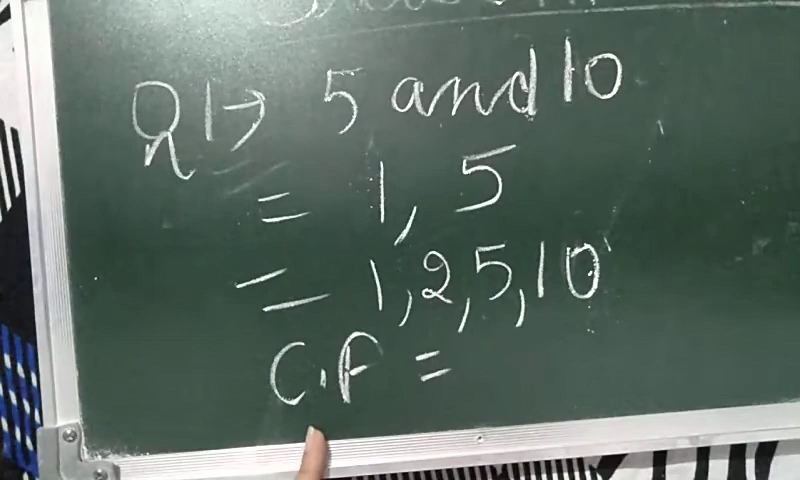 Q1→ 5 and 10
= 1, 5
= 1, 2, 5, 10
C.F =